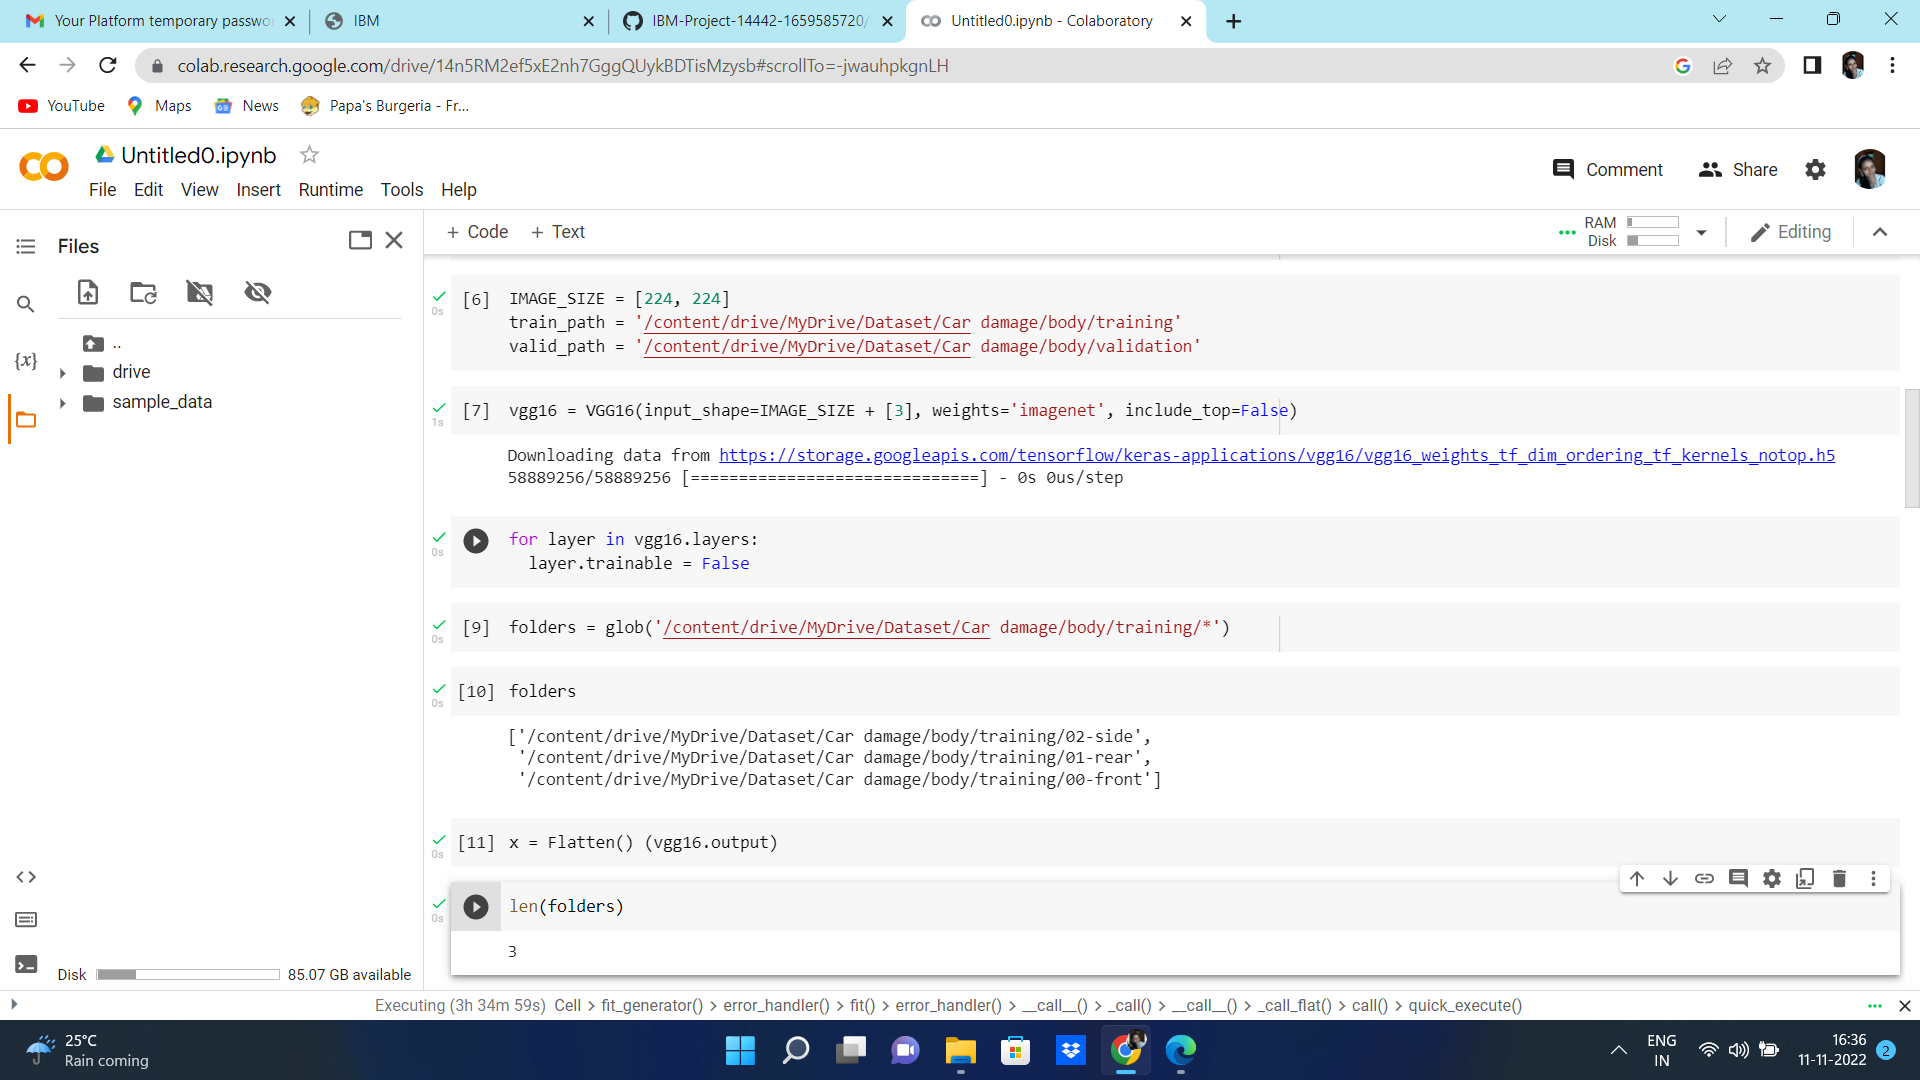 Your Platform temporary passwo
IBM
IBM-Project-14442-1659585720/
Untitled0.ipynb - Colaboratory
colab.research.google.com/drive/14n5RM2ef5xE2nh7GggQUykBDTisMzysb#scrollTo=-jwauhpkgnLH
YouTube
Maps
News
Papa's Burgeria - Fr...
Untitled0.ipynb
File Edit View Insert Runtime Tools Help
Comment
Share
Files
+ Code + Text
RAM
Disk
Editing
..
drive
sample_data
0s
[6] IMAGE_SIZE = [224, 224]
train_path = '/content/drive/MyDrive/Dataset/Car damage/body/training'
valid_path = '/content/drive/MyDrive/Dataset/Car damage/body/validation'
1s
[7] vgg16 = VGG16(input_shape=IMAGE_SIZE + [3], weights='imagenet', include_top=False)
Downloading data from https://storage.googleapis.com/tensorflow/keras-applications/vgg16/vgg16_weights_tf_dim_ordering_tf_kernels_notop.h5
58889256/58889256 [==============================] - 0s 0us/step
0s
for layer in vgg16.layers:
layer.trainable = False
0s
[9] folders = glob('/content/drive/MyDrive/Dataset/Car damage/body/training/*')
0s
[10] folders
['/content/drive/MyDrive/Dataset/Car damage/body/training/02-side',
'/content/drive/MyDrive/Dataset/Car damage/body/training/01-rear',
'/content/drive/MyDrive/Dataset/Car damage/body/training/00-front']
0s
[11] x = Flatten() (vgg16.output)
0s
len(folders)
3
Disk
85.07 GB available
Executing (3h 34m 59s) Cell > fit_generator() > error_handler() > fit() > error_handler() > __call__() > _call() > __call__() > _call_flat() > call() > quick_execute()
25°C
Rain coming
ENG
IN
16:36
11-11-2022
2